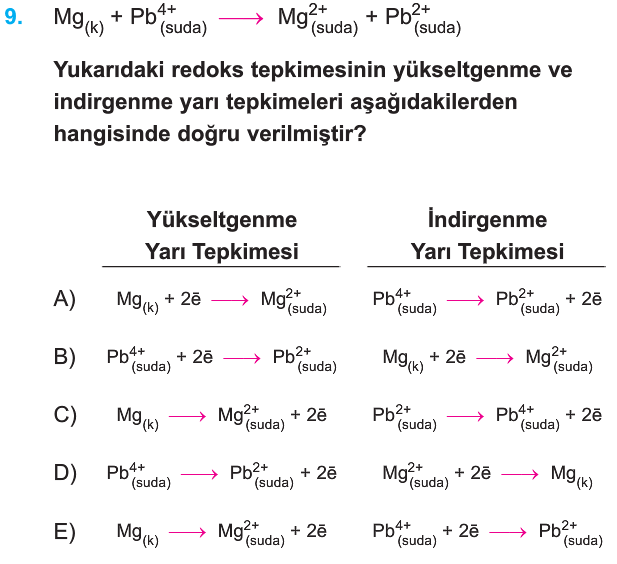 9. Mg(k) + Pb4+(suda) ⟶ Mg2+(suda) + Pb2+(suda)
Yukarıdaki redoks tepkimesinin yükseltgenme ve
indirgenme yarı tepkimeleri aşağıdakilerden
hangisinde doğru verilmiştir?
Yükseltgenme İndirgenme
Yarı Tepkimesi Yarı Tepkimesi
A) Mg(k) + 2ē ⟶ Mg2+(suda) Pb4+(suda) ⟶ Pb2+(suda) + 2ē
B) Pb4+(suda) + 2ē ⟶ Pb2+(suda) Mg(k) + 2ē ⟶ Mg2+(suda)
C) Mg(k) ⟶ Mg2+(suda) + 2ē Pb2+(suda) ⟶ Pb4+(suda) + 2ē
D) Pb4+(suda) ⟶ Pb2+(suda) + 2ē Mg2+(suda) + 2ē ⟶ Mg(k)
E) Mg(k) ⟶ Mg2+(suda) + 2ē Pb4+(suda) + 2ē ⟶ Pb2+(suda)